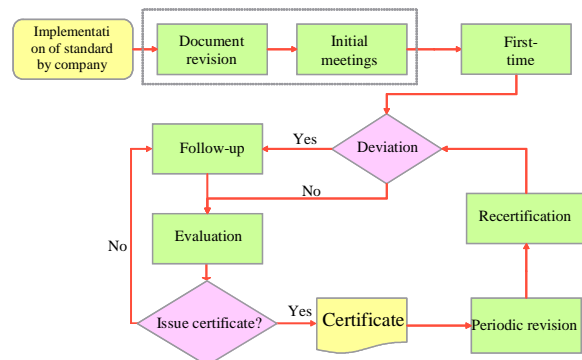 Implementati
on of standard
by company
Document
revision
Initial
meetings
First-
time
Yes
Deviation
Follow-up
No
Recertification
Evaluation
No
Issue certificate?
Yes
Certificate
Periodic revision